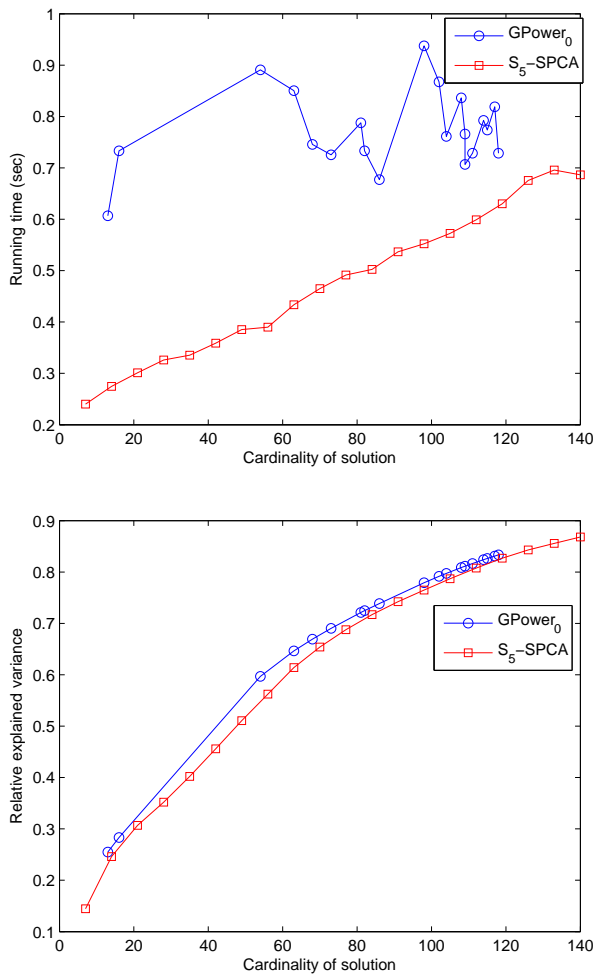 1
0.9
0.8
0.7
0.6
0.5
0.4
0.3
0.2
Running time (sec)
GPower0
S5-SPCA
0 20 40 60 80 100 120 140
Cardinality of solution
0.9
0.8
0.7
0.6
0.5
0.4
0.3
0.2
0.1
Relative explained variance
GPower0
S5-SPCA
0 20 40 60 80 100 120 140
Cardinality of solution